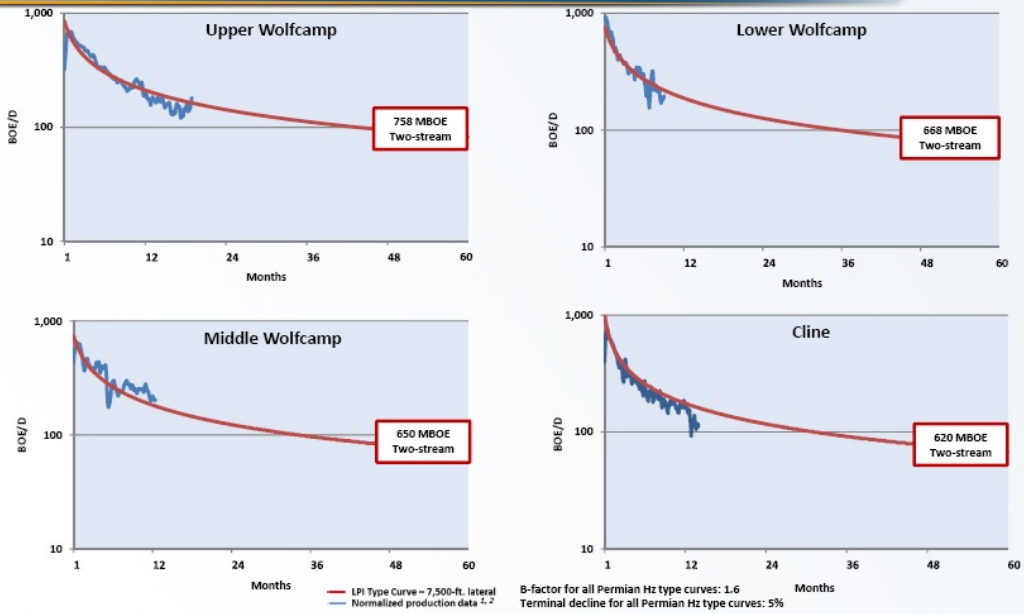 Upper Wolfcamp
1,000
100
10
BOE/D
1 12 24 36 48 60
Months
758 MBOE
Two-stream
Lower Wolfcamp
1,000
100
10
BOE/D
1 12 24 36 48 60
Months
668 MBOE
Two-stream
Middle Wolfcamp
1,000
100
10
BOE/D
1 12 24 36 48 60
Months
650 MBOE
Two-stream
Cline
1,000
100
10
BOE/D
1 12 24 36 48 60
Months
620 MBOE
Two-stream
LPI Type Curve – 7,500-ft. lateral
Normalized production data 1, 2
B-factor for all Permian Hz type curves: 1.6
Terminal decline for all Permian Hz type curves: 5%